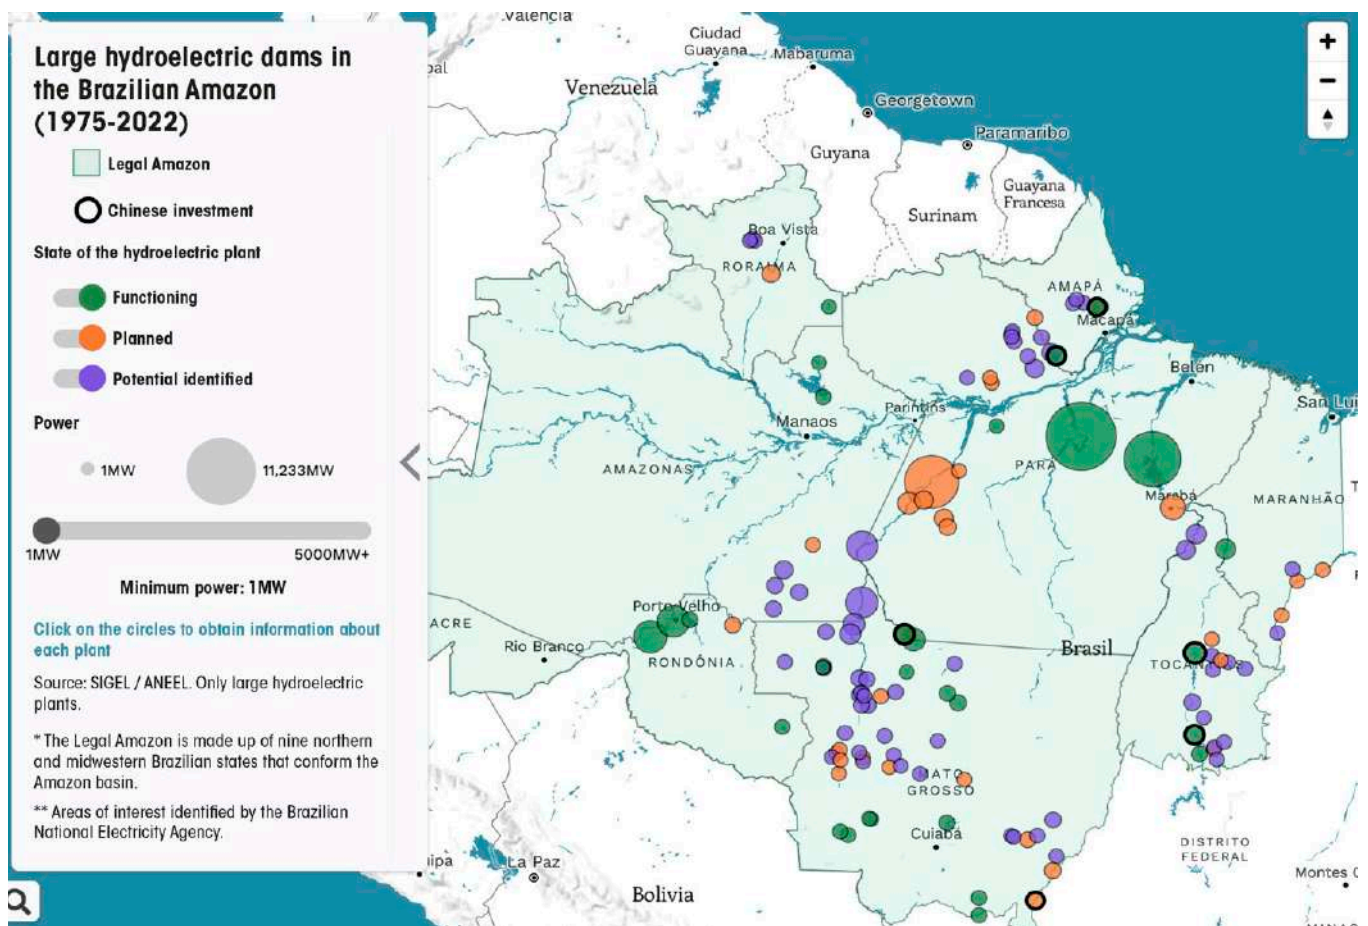 Large hydroelectric dams in
the Brazilian Amazon
(1975-2022)
Legal Amazon
Chinese investment
State of the hydroelectric plant
Functioning
Planned
Potential identified
Power
1MW
11,233MW
1MW
5000MW+
Minimum power: 1MW
Click on the circles to obtain information about
each plant
Source: SIGEL / ANEEL. Only large hydroelectric
plants.
* The Legal Amazon is made up of nine northern
and midwestern Brazilian states that conform the
Amazon basin.
** Areas of interest identified by the Brazilian
National Electricity Agency.
Valencia
Ciudad
Guayana
Mabaruma
Venezuela
Georgetown
Paramaribo
Guyana
Guayana
Francesa
Surinam
Boa Vista
RORAIMA
AMAPÁ
Macapá
Belén
San Lui
Parintins
Manaos
AMAZONAS
PARÁ
Marabá
MARANHÃO
Porto Velho
ACRE
Rio Branco
RONDÔNIA
Brasil
TOCANTINS
MATO
GROSSO
Cuiabá
DISTRITO
FEDERAL
Montes C
uipa
La Paz
Bolivia
+
−